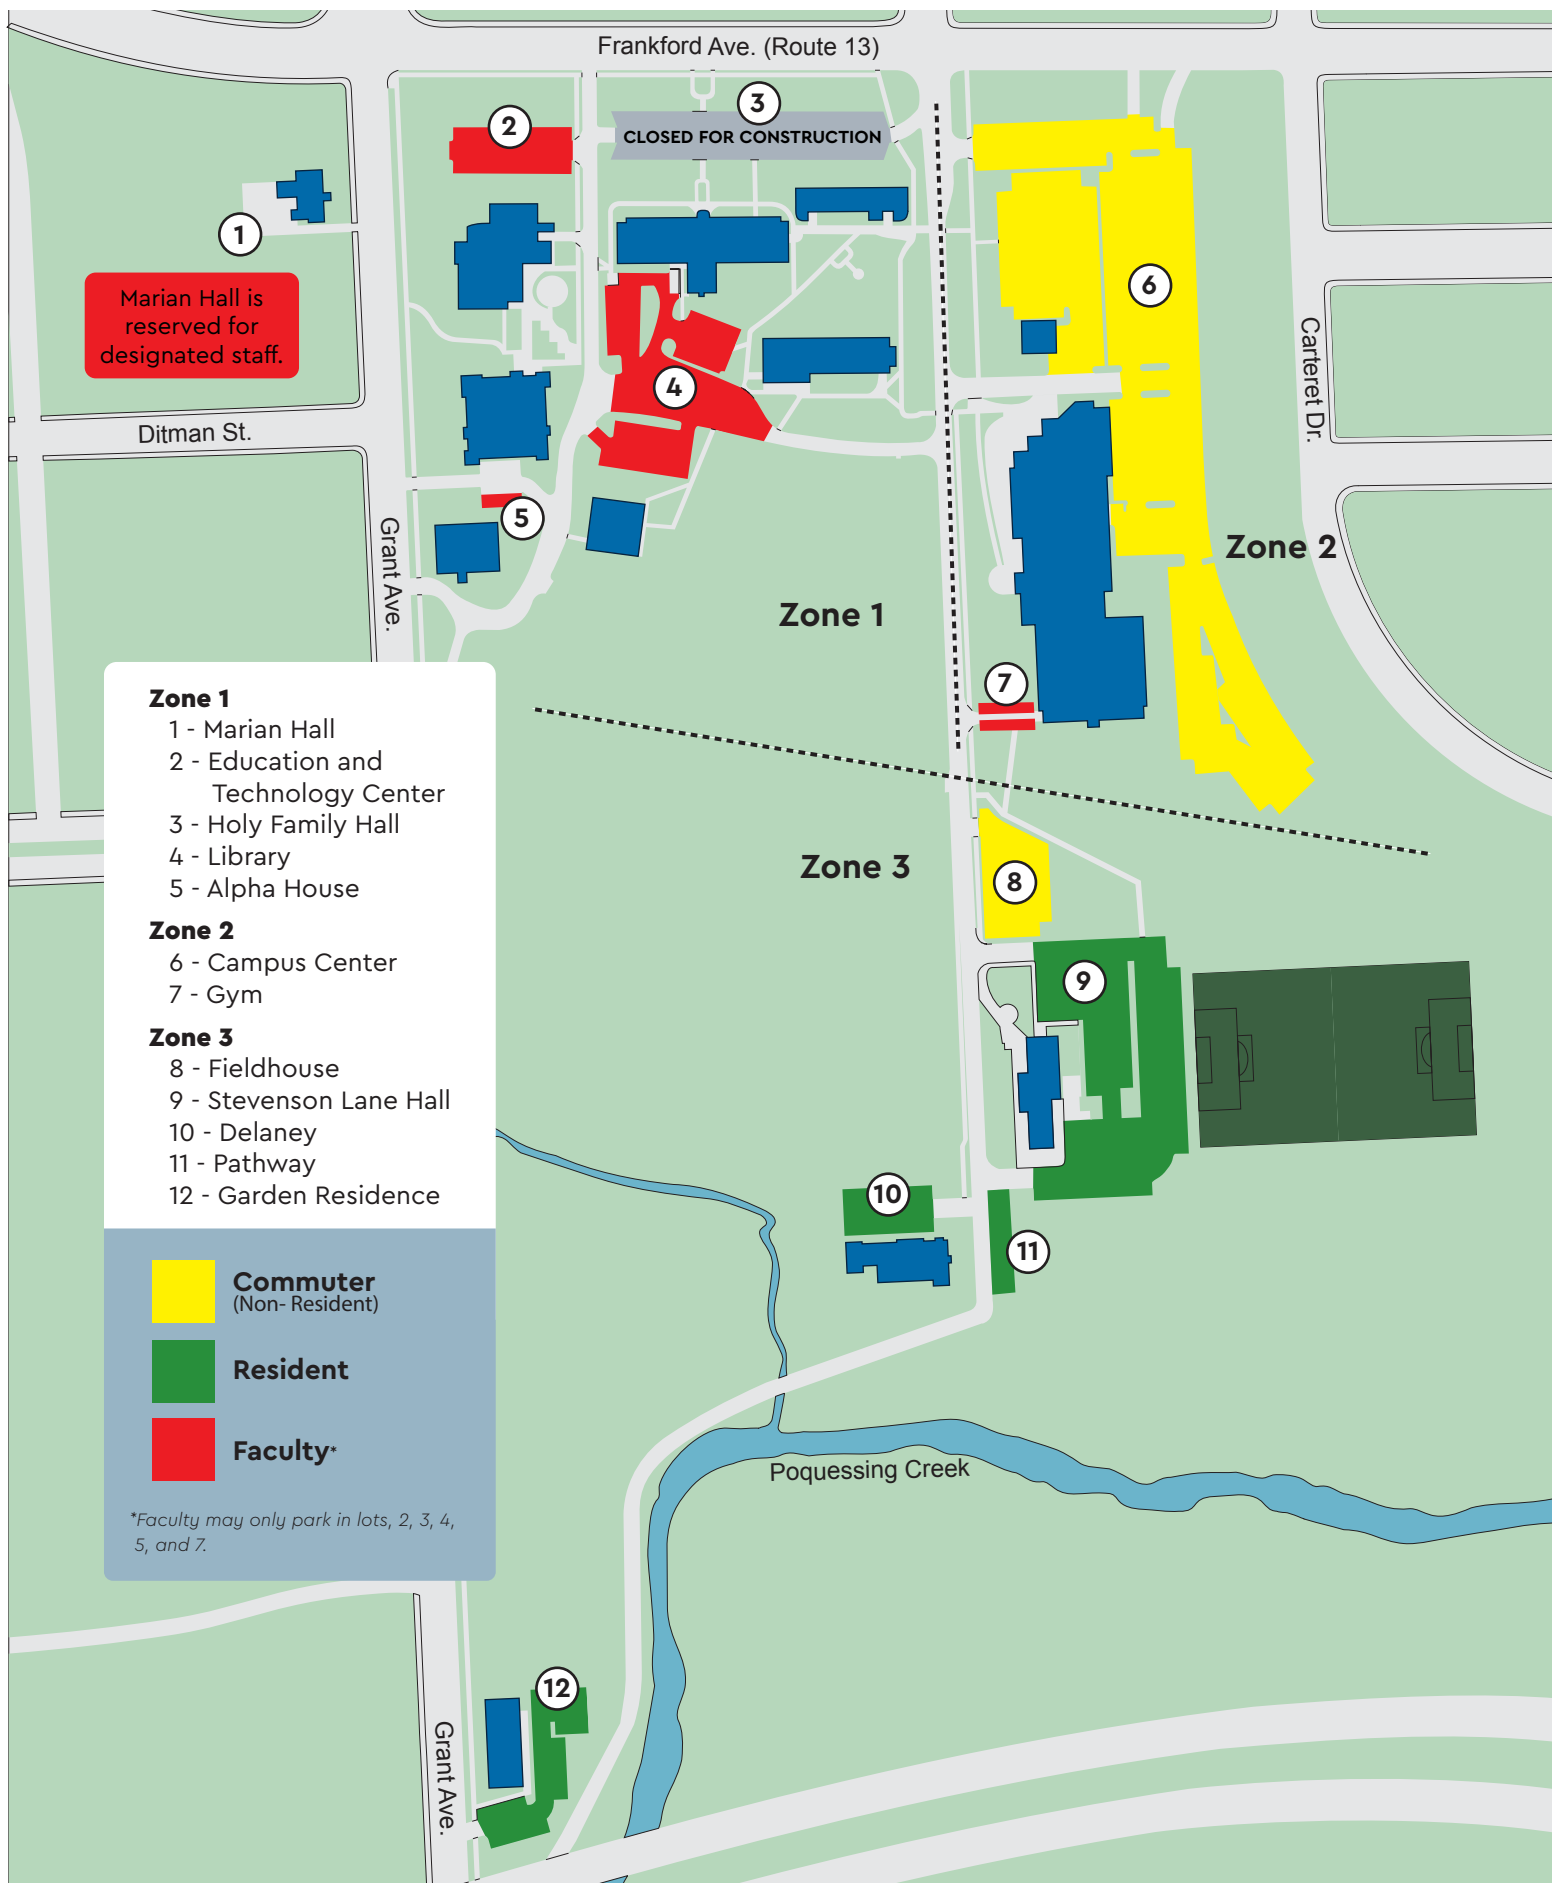 Frankford Ave. (Route 13)
3
CLOSED FOR CONSTRUCTION
2
1
Marian Hall is
reserved for
designated staff.
6
4
Carteret Dr.
Ditman St.
5
Grant Ave.
Zone 2
Zone 1
7
Zone 3
8
9
10
11
Zone 1
1 - Marian Hall
2 - Education and
Technology Center
3 - Holy Family Hall
4 - Library
5 - Alpha House
Zone 2
6 - Campus Center
7 - Gym
Zone 3
8 - Fieldhouse
9 - Stevenson Lane Hall
10 - Delaney
11 - Pathway
12 - Garden Residence
Commuter
(Non- Resident)
Resident
Faculty*
*Faculty may only park in lots, 2, 3, 4,
5, and 7.
Poquessing Creek
12
Grant Ave.